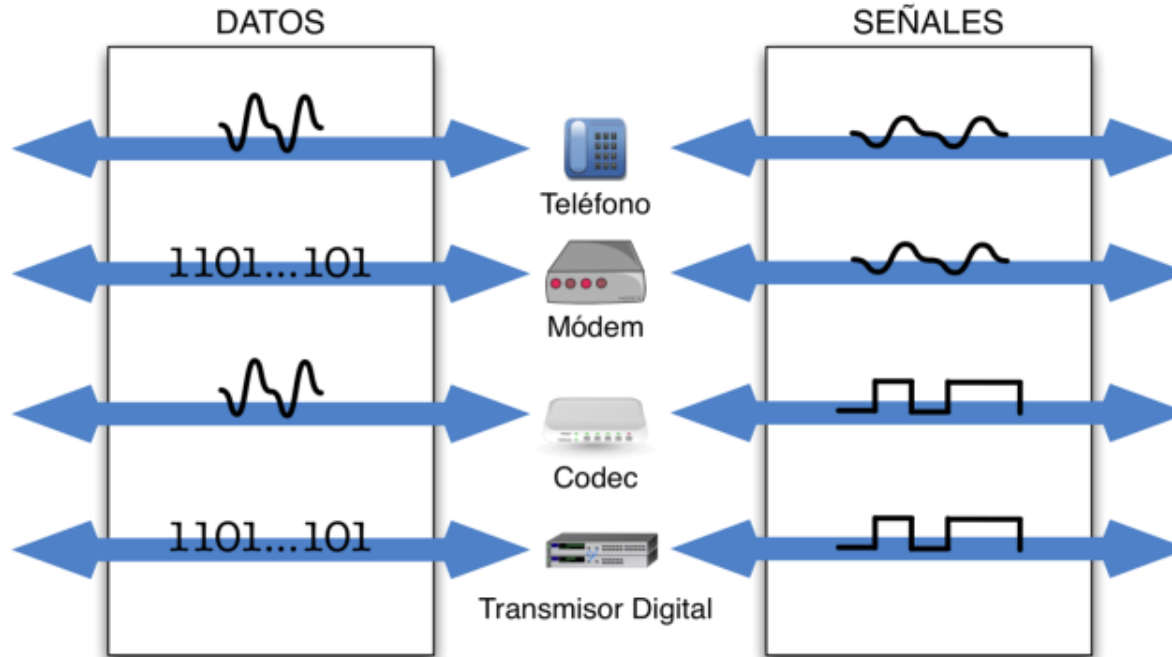 DATOS
SEÑALES
Teléfono
1101...101
Módem
Codec
1101...101
Transmisor Digital